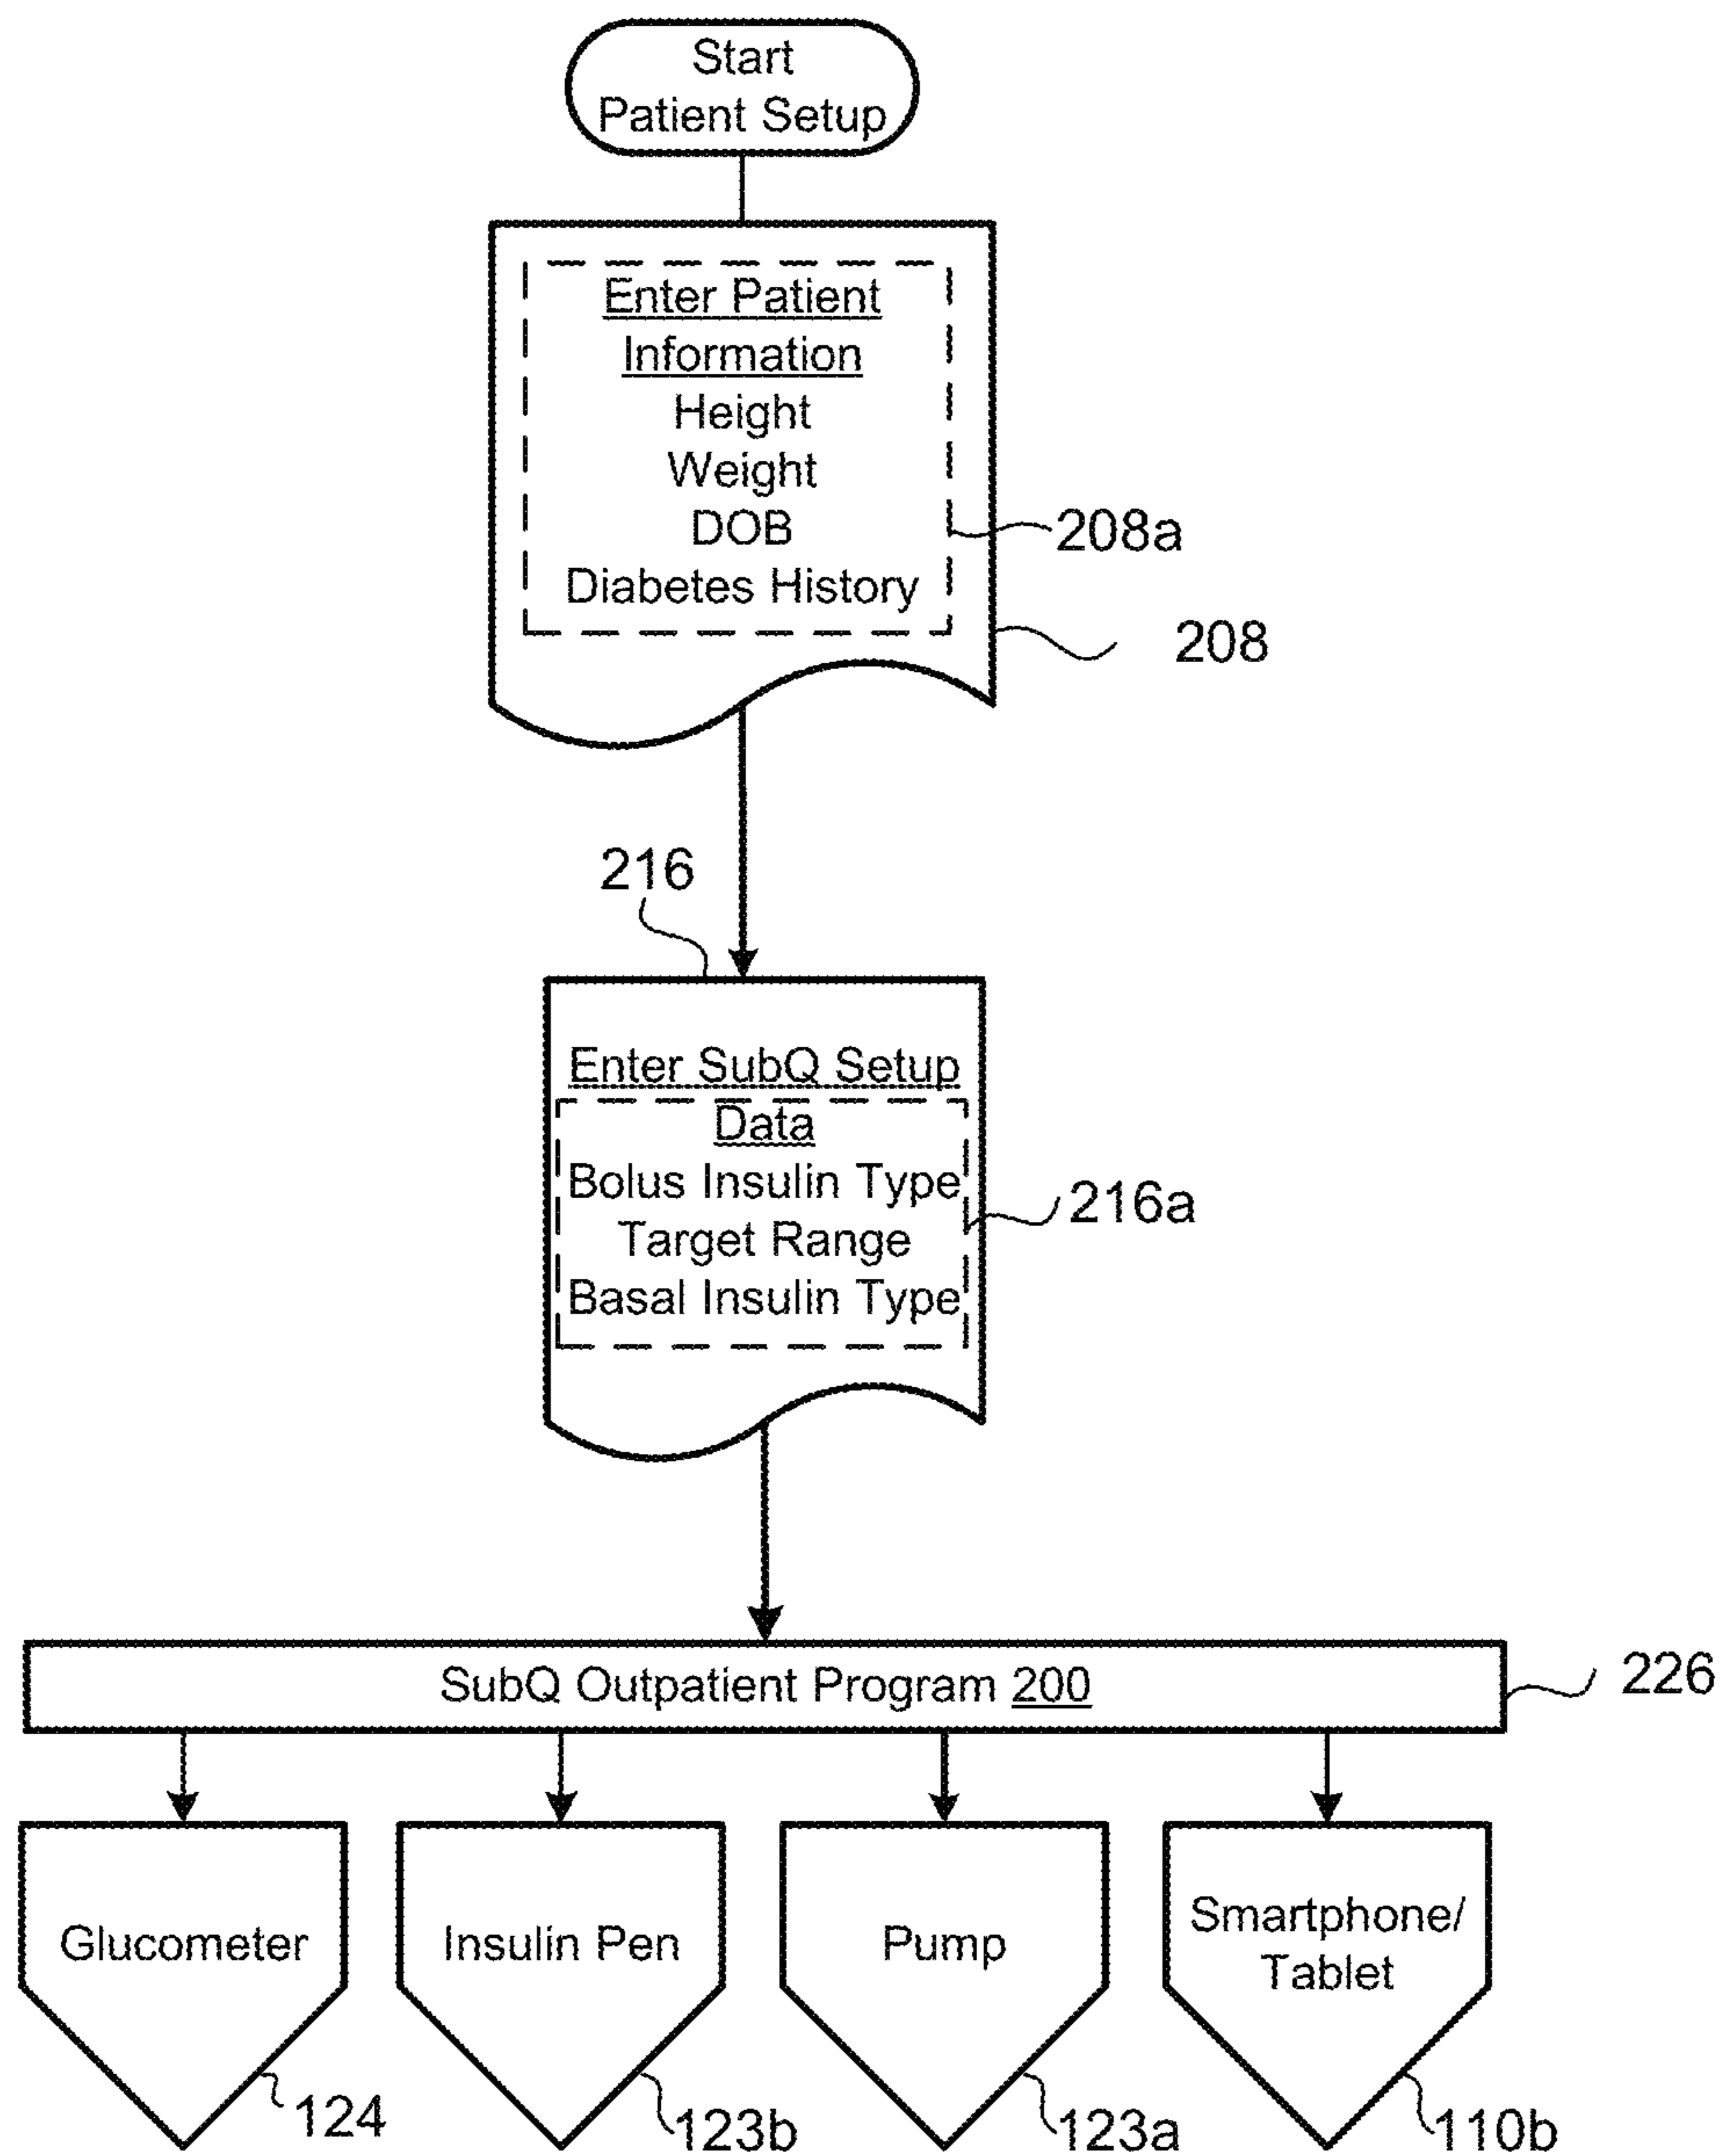 Start
Patient Setup
Enter Patient
Information
Height
Weight
DOB
Diabetes History
208a
208
216
Enter SubQ Setup
Data
Bolus Insulin Type
Target Range
Basal Insulin Type
216a
SubQ Outpatient Program 200
226
Glucometer
Insulin Pen
Pump
Smartphone/
Tablet
124
123b
123a
110b